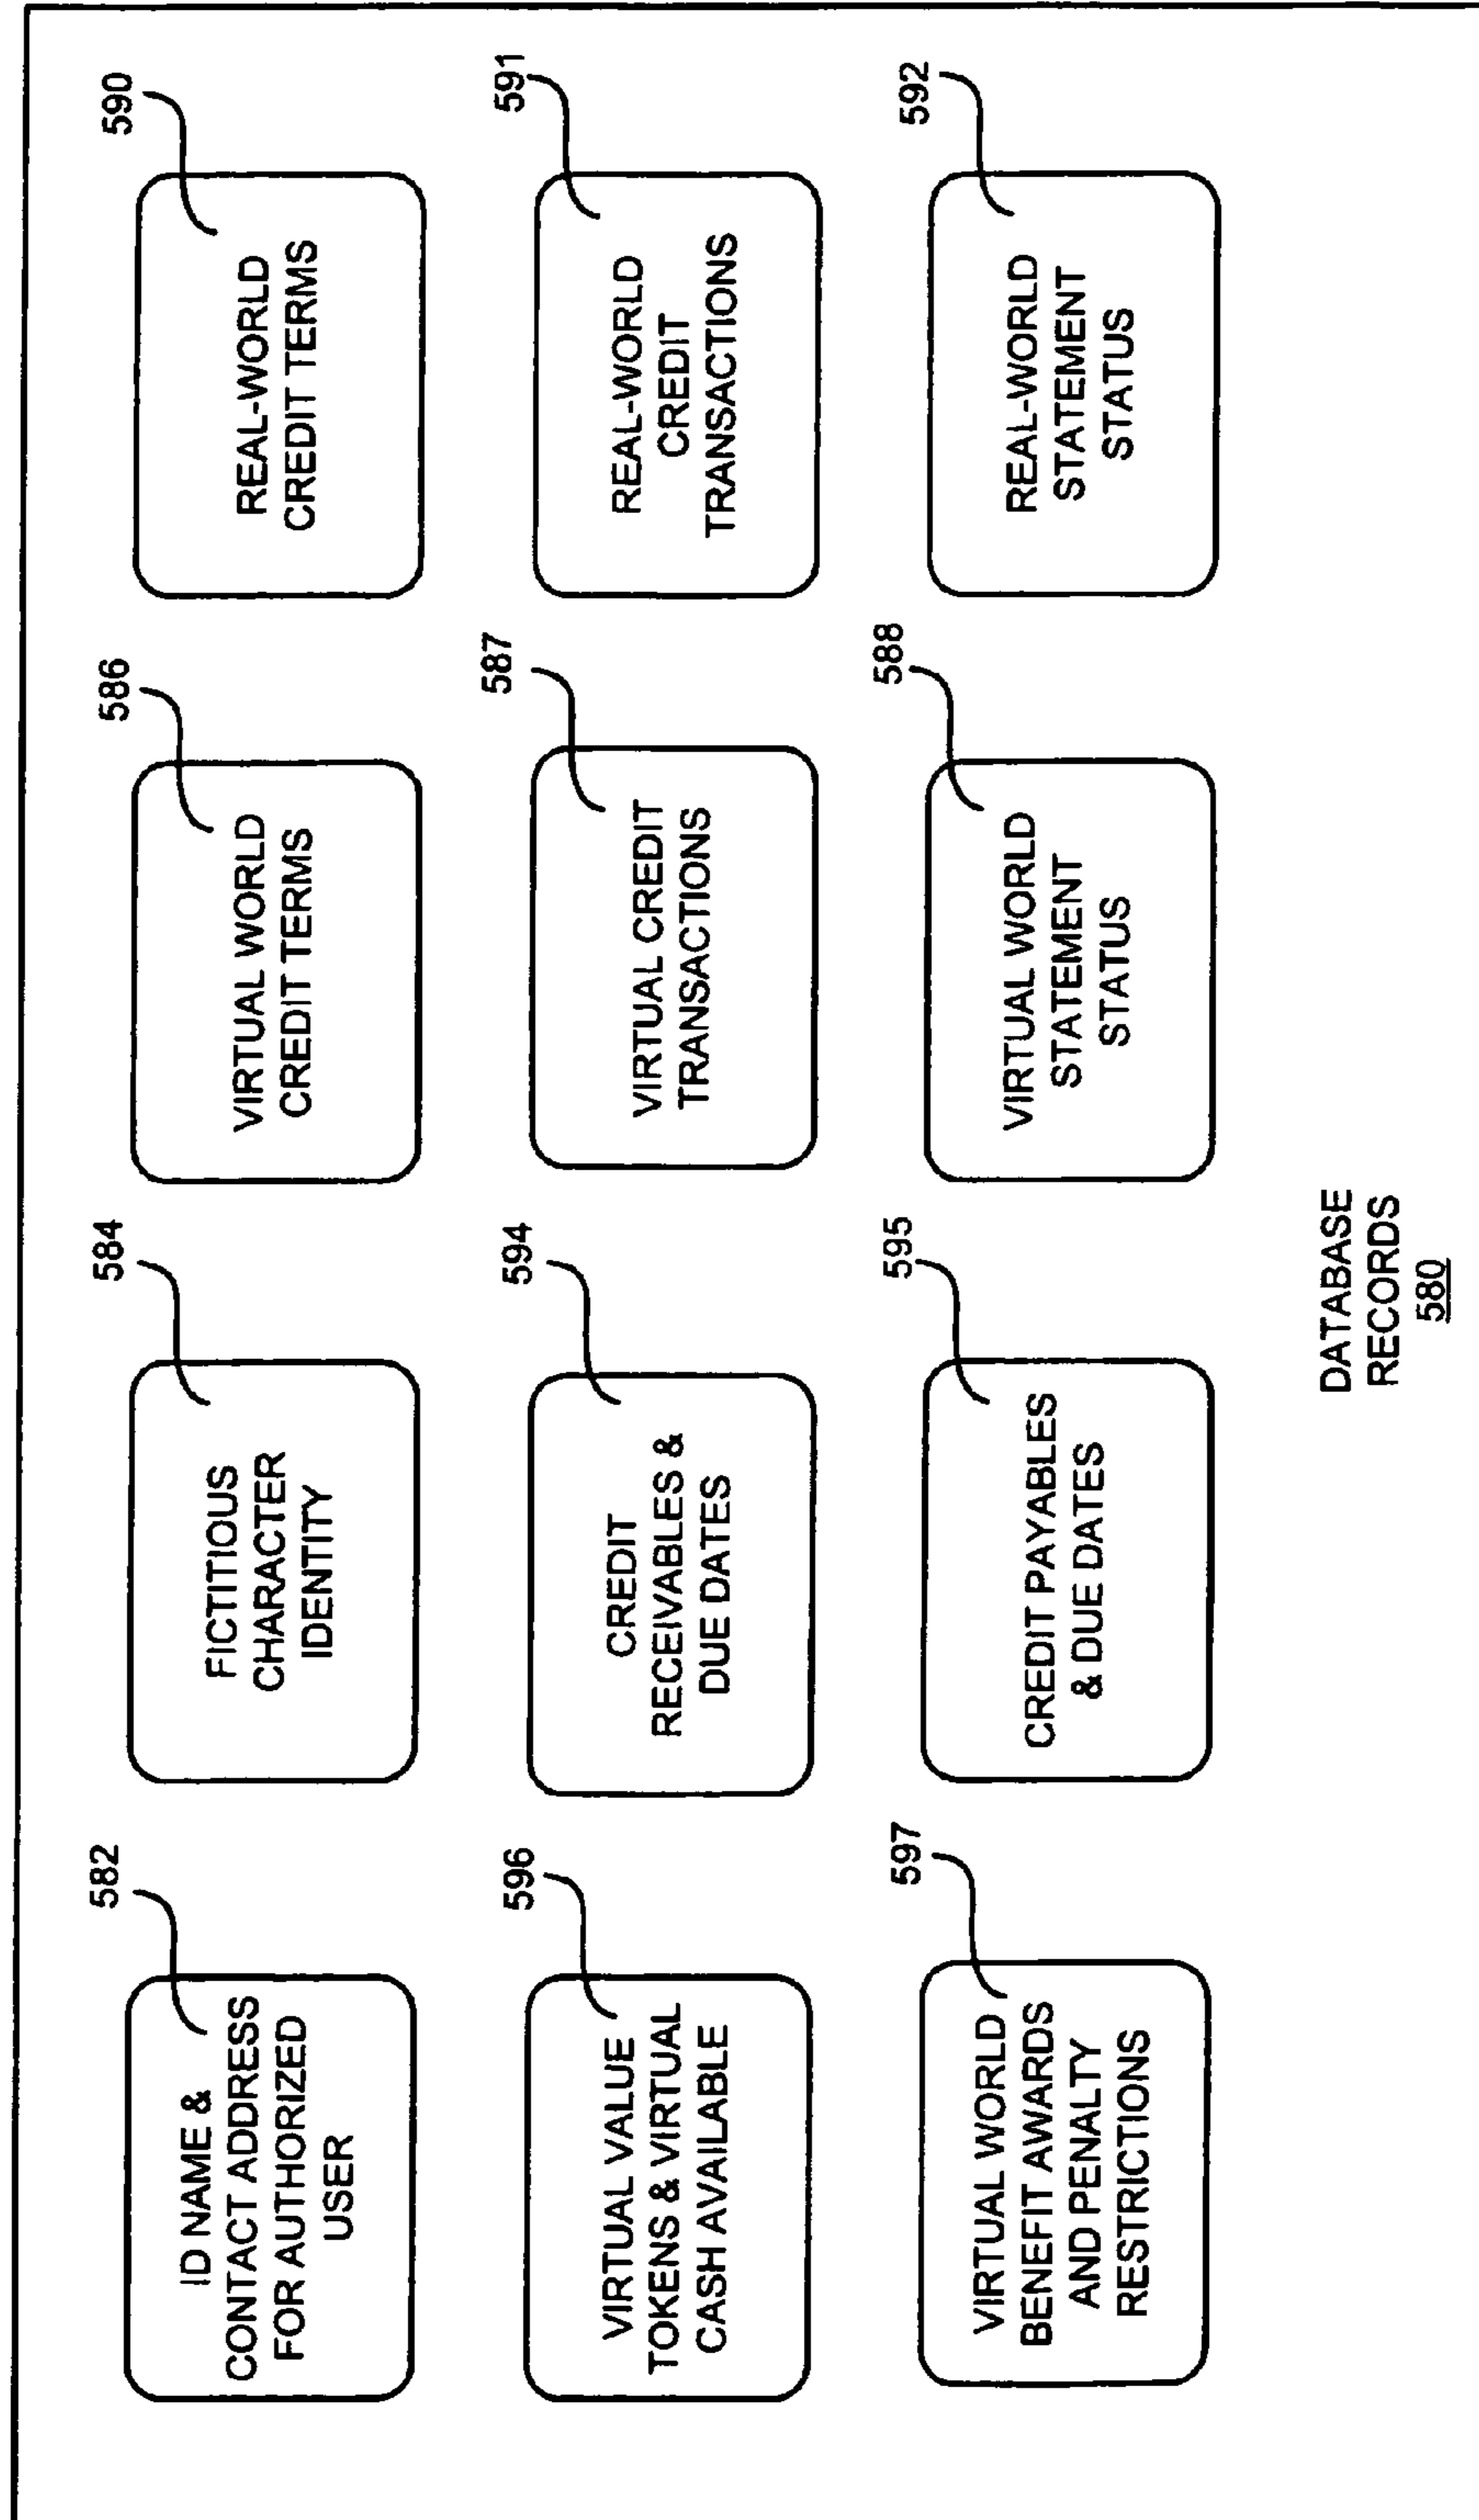 582
ID NAME &
CONTACT ADDRESS
FOR AUTHORIZED
USER
584
FICTITIOUS
CHARACTER
IDENTITY
586
VIRTUAL WORLD
CREDIT TERMS
590
REAL-WORLD
CREDIT TERMS
596
VIRTUAL VALUE
TOKENS & VIRTUAL
CASH AVAILABLE
594
CREDIT
RECEIVABLES &
DUE DATES
587
VIRTUAL CREDIT
TRANSACTIONS
591
REAL-WORLD
CREDIT
TRANSACTIONS
597
VIRTUAL WORLD
BENEFIT AWARDS
AND PENALTY
RESTRICTIONS
595
CREDIT PAYABLES
& DUE DATES
588
VIRTUAL WORLD
STATEMENT
STATUS
592
REAL-WORLD
STATEMENT
STATUS
DATABASE
RECORDS
580